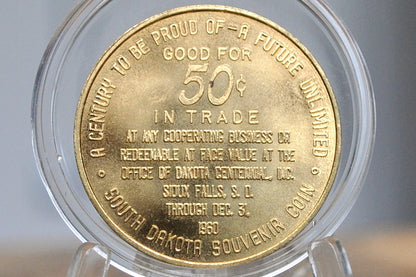 A CENTURY TO BE PROUD OF - A FUTURE UNLIMITED
GOOD FOR
50¢
IN TRADE
AT ANY COOPERATING BUSINESS OR
REDEEMABLE AT FACE VALUE AT THE
OFFICE OF DAKOTA CENTENNIAL, INC.
SIOUX FALLS, S. D.
THROUGH DEC. 31,
1960
SOUTH DAKOTA SOUVENIR COIN